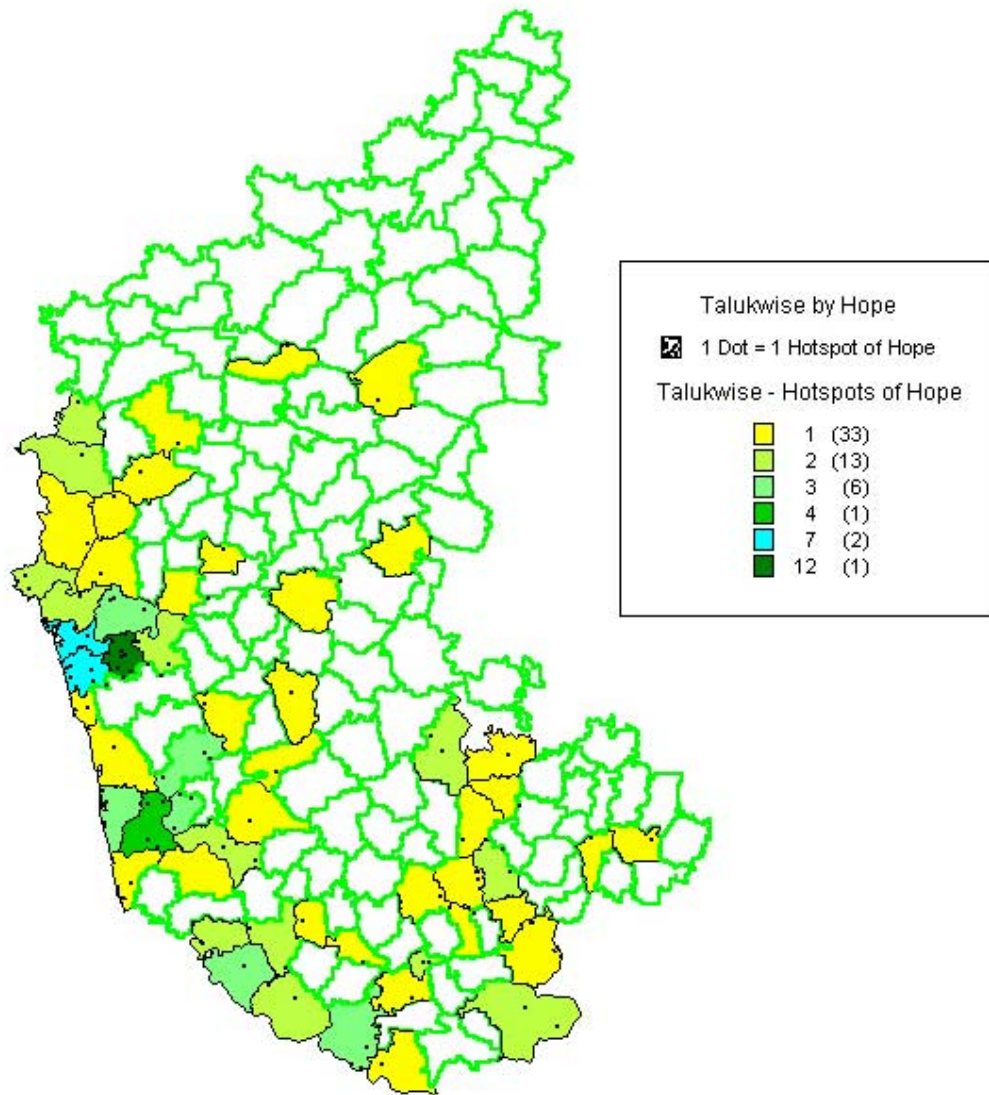 Talukwise by Hope
1 Dot = 1 Hotspot of Hope
Talukwise - Hotspots of Hope
1 (33)
2 (13)
3 (6)
4 (1)
7 (2)
12 (1)